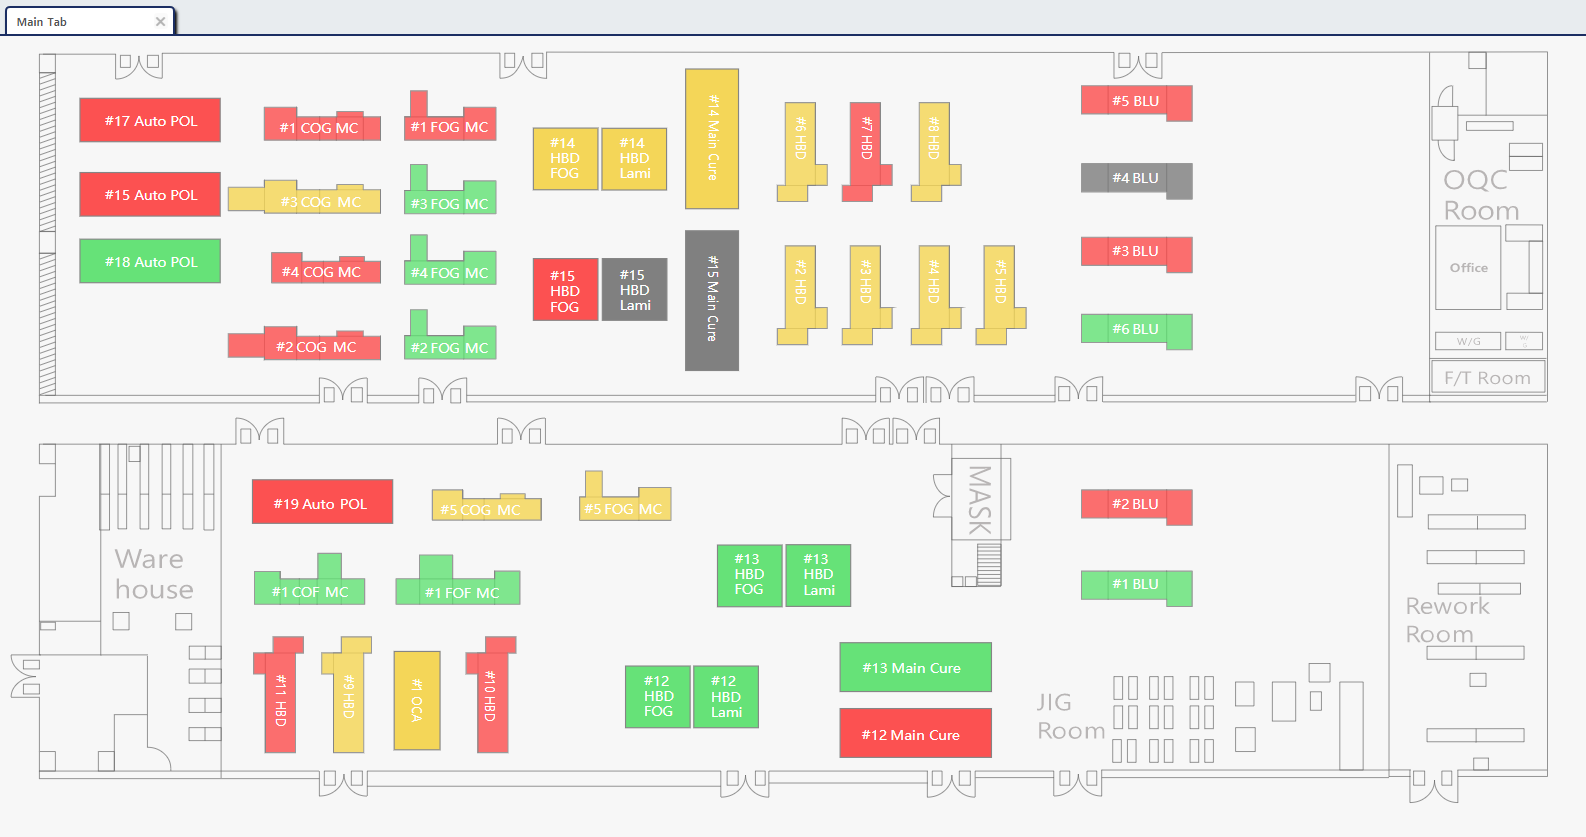 Main Tab
#17 Auto POL
#1 COG MC
#1 FOG MC
#14
HBD
FOG
#14
HBD
Lami
#14 Main Cure
#6 HBD
#7 HBD
#8 HBD
#5 BLU
#15 Auto POL
#3 COG MC
#3 FOG MC
#4 BLU
OQC
Room
#18 Auto POL
#4 COG MC
#4 FOG MC
#15
HBD
FOG
#15
HBD
Lami
#15 Main Cure
#2 HBD
#3 HBD
#4 HBD
#5 HBD
#3 BLU
Office
#2 COG MC
#2 FOG MC
#6 BLU
W/G
W/
G
F/T Room
Ware
house
#19 Auto POL
#5 COG MC
#5 FOG MC
MASK
#2 BLU
#1 COF MC
#1 FOF MC
#13
HBD
FOG
#13
HBD
Lami
#1 BLU
Rework
Room
#11 HBD
#9 HBD
#1 OCA
#10 HBD
#12
HBD
FOG
#12
HBD
Lami
#13 Main Cure
#12 Main Cure
JIG
Room